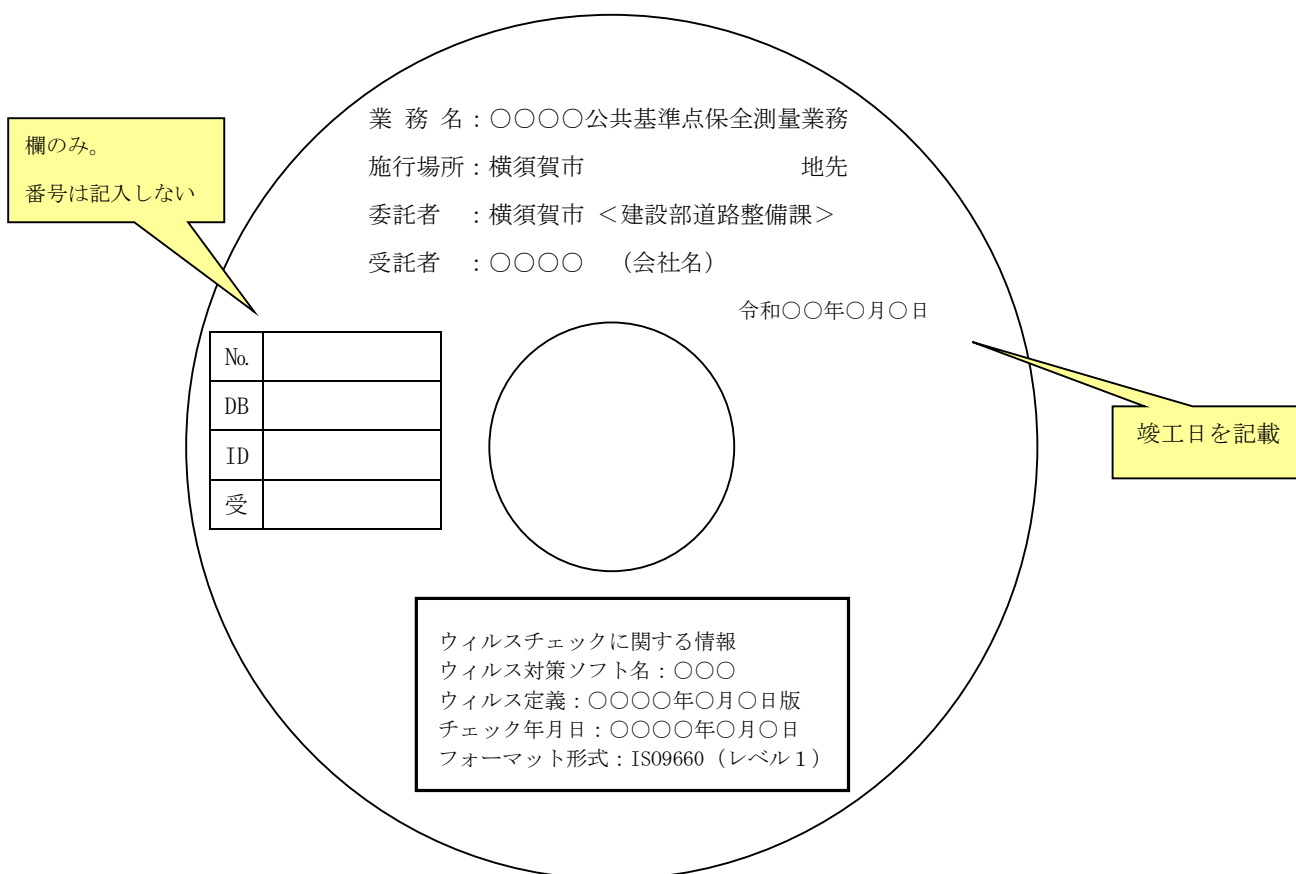 業 務 名：○○○○公共基準点保全測量業務
施行場所：横須賀市　　　　　　　　　地先
委託者　：横須賀市 ＜建設部道路整備課＞
受託者　：○○○○　（会社名）
令和○○年○月○日
欄のみ。
番号は記入しない
№
DB
ID
受
竣工日を記載
ウィルスチェックに関する情報
ウィルス対策ソフト名：○○○
ウィルス定義：○○○○年○月○日版
チェック年月日：○○○○年○月○日
フォーマット形式：ISO9660（レベル１）